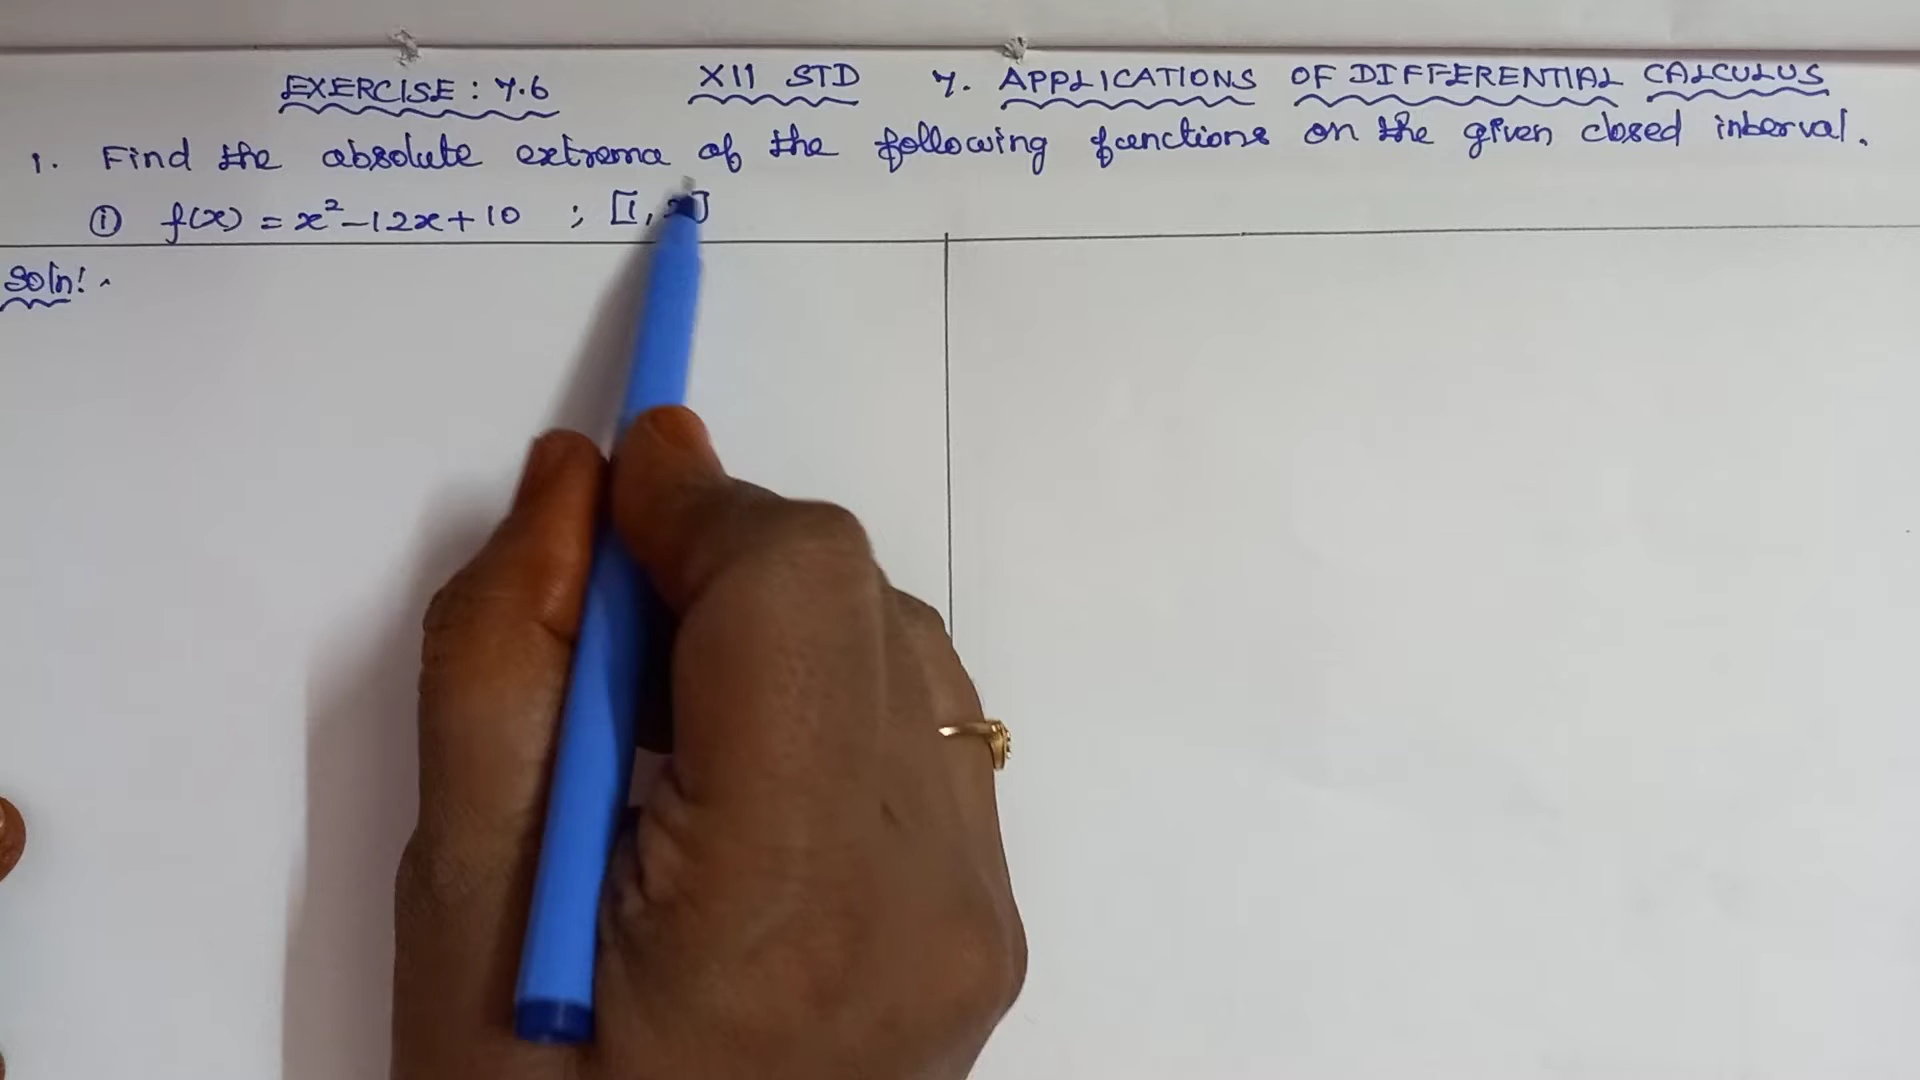 EXERCISE: 7.6 XII STD 7. APPLICATIONS OF DIFFERENTIAL CALCULUS
1. Find the absolute extrema of the following functions on the given closed interval.
① f(x) = x²-12x+10 ; [1, ]
Soln:-